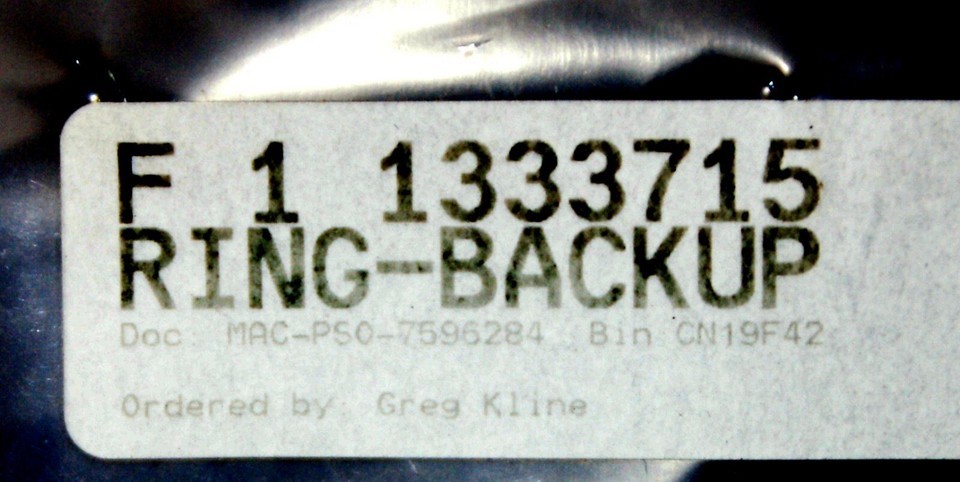 F 1 1333715
RING-BACKUP
Doc: MAC-PSO-7596284 Bin CN19F42
Ordered by: Greg Kline